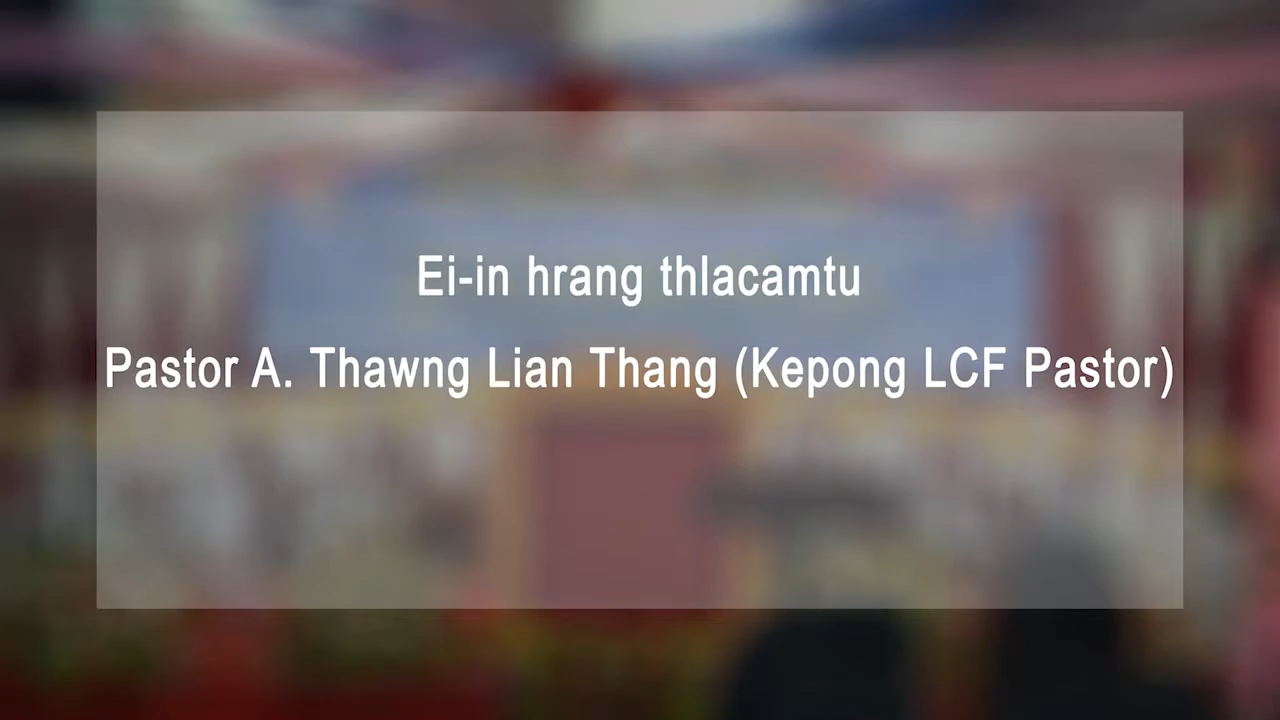 Ei-in hrang thlacamtu
Pastor A. Thawng Lian Thang (Kepong LCF Pastor)